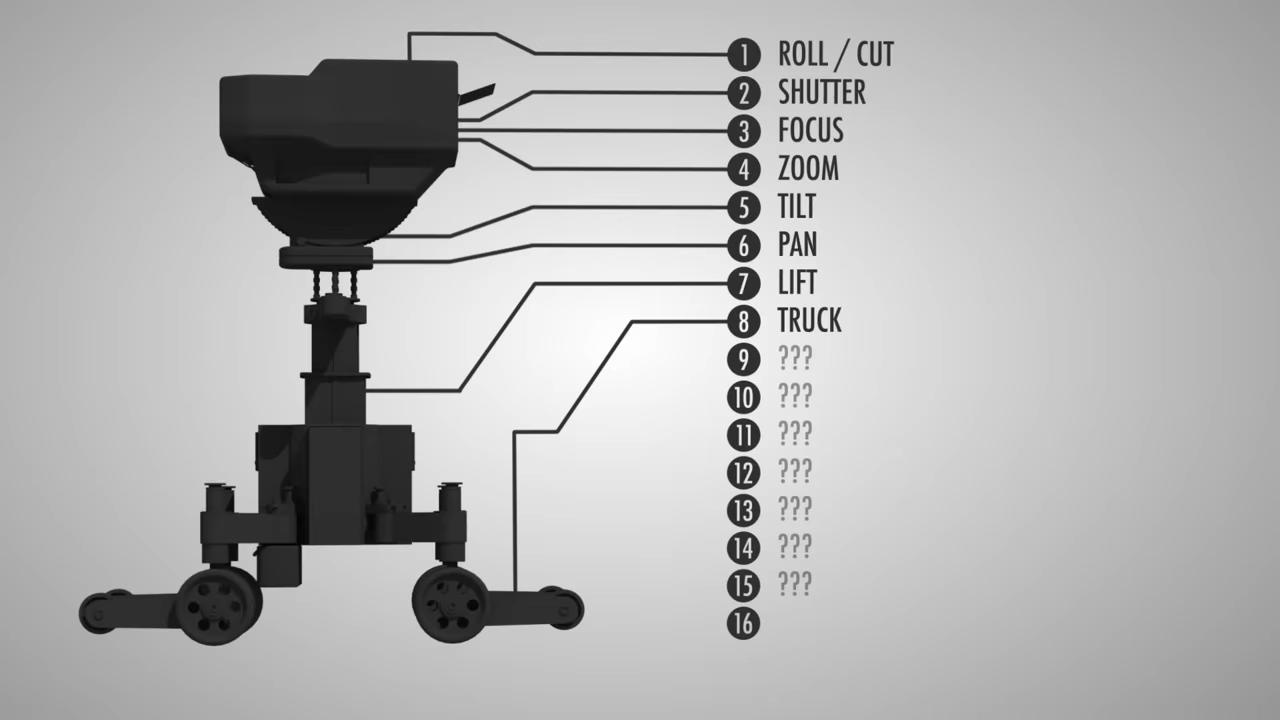 1 ROLL / CUT
2 SHUTTER
3 FOCUS
4 ZOOM
5 TILT
6 PAN
7 LIFT
8 TRUCK
9 ???
10 ???
11 ???
12 ???
13 ???
14 ???
15 ???
16